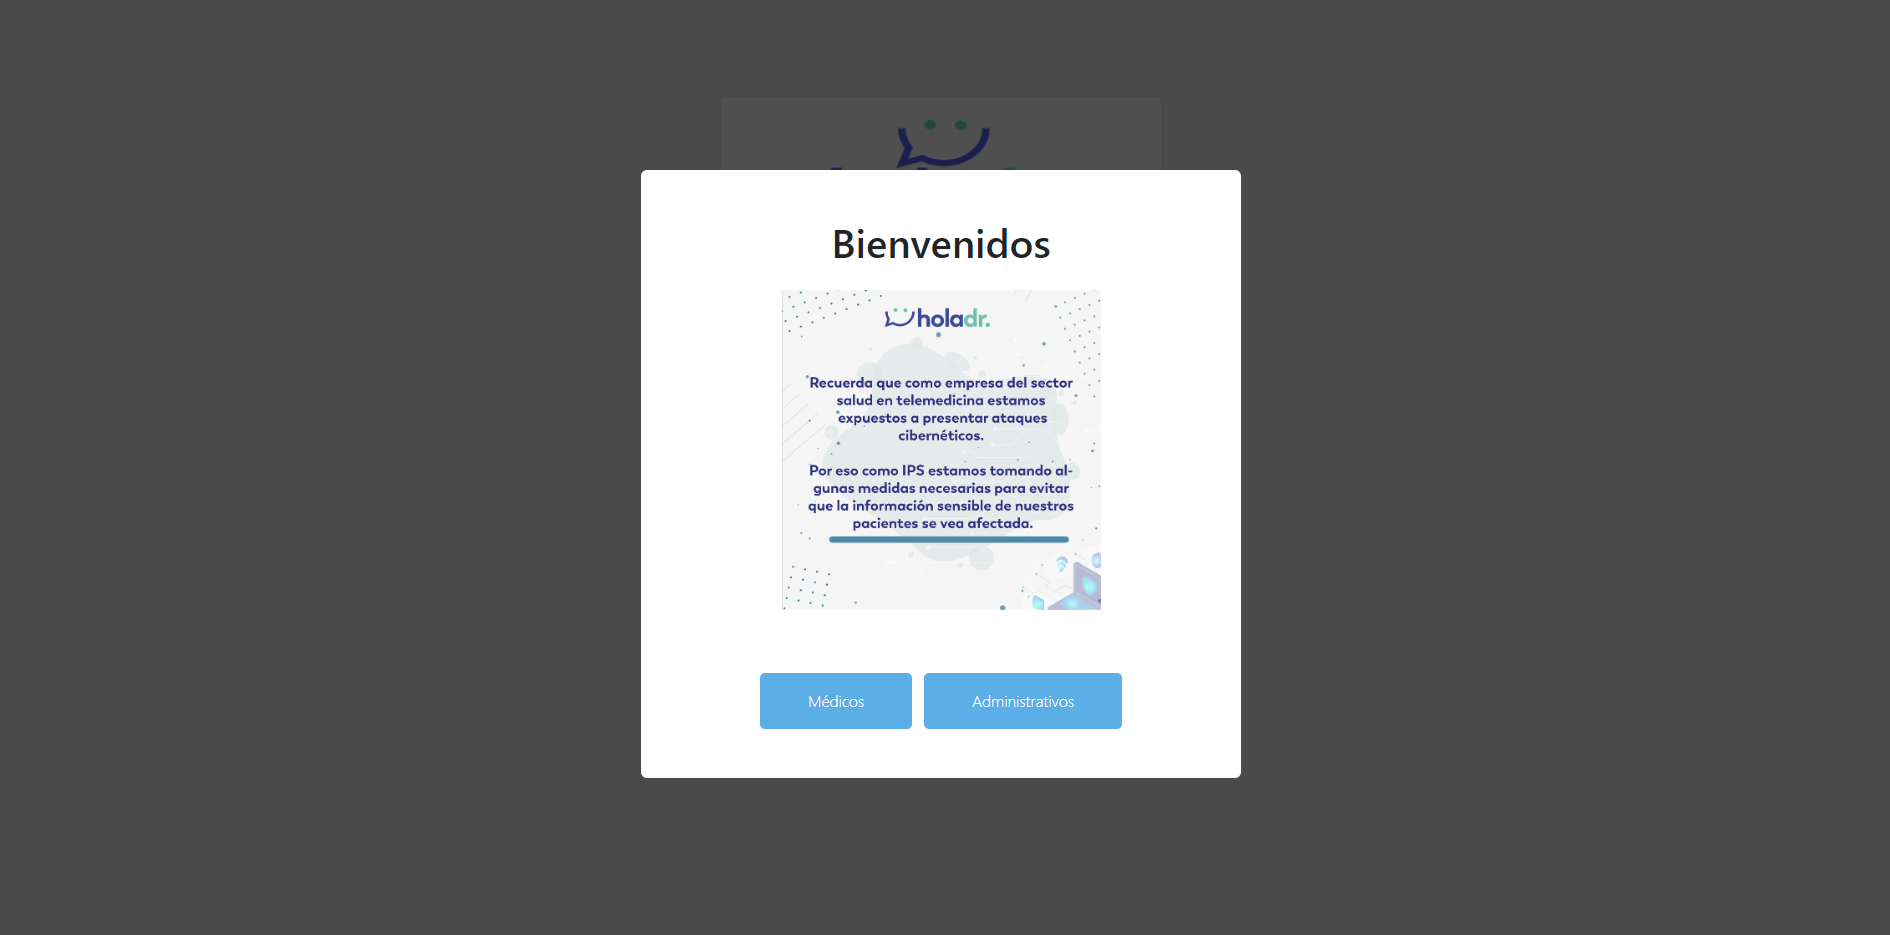 Bienvenidos
holadr.
Recuerda que como empresa del sector
salud en telemedicina estamos
expuestos a presentar ataques
cibernéticos.
Por eso como IPS estamos tomando al-
gunas medidas necesarias para evitar
que la información sensible de nuestros
pacientes se vea afectada.
Médicos
Administrativos